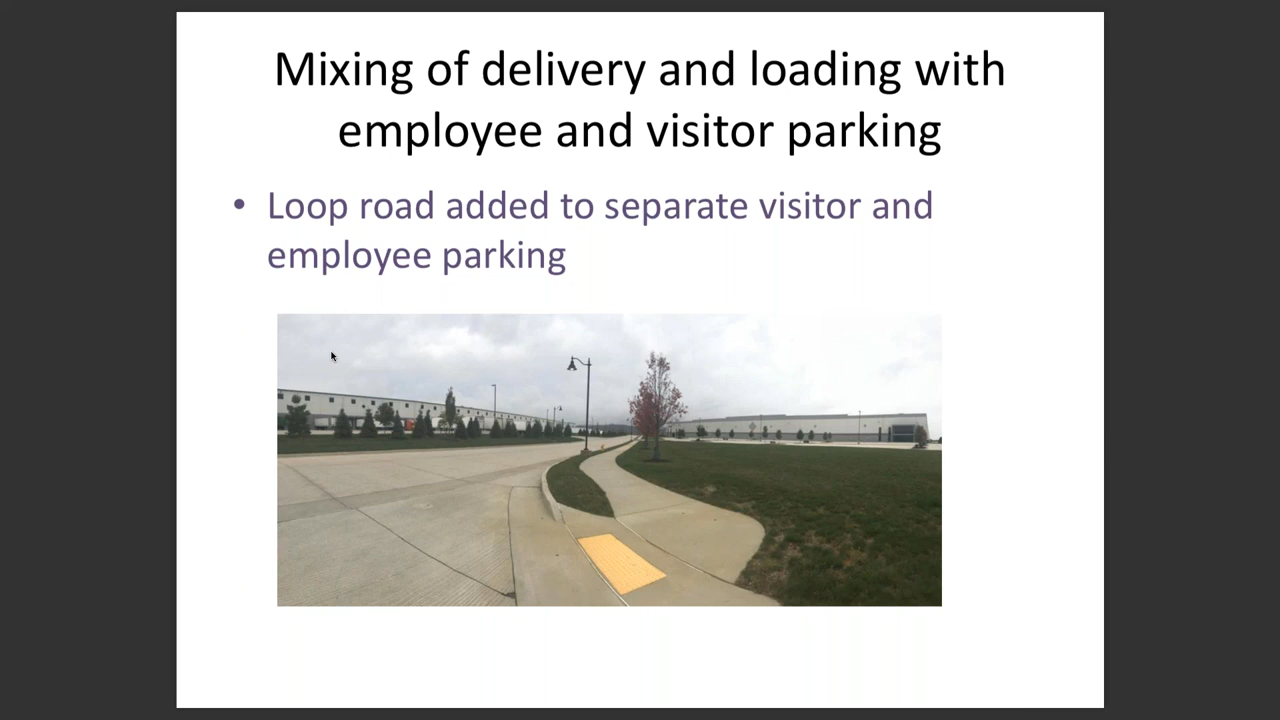 Mixing of delivery and loading with
employee and visitor parking
• Loop road added to separate visitor and
employee parking